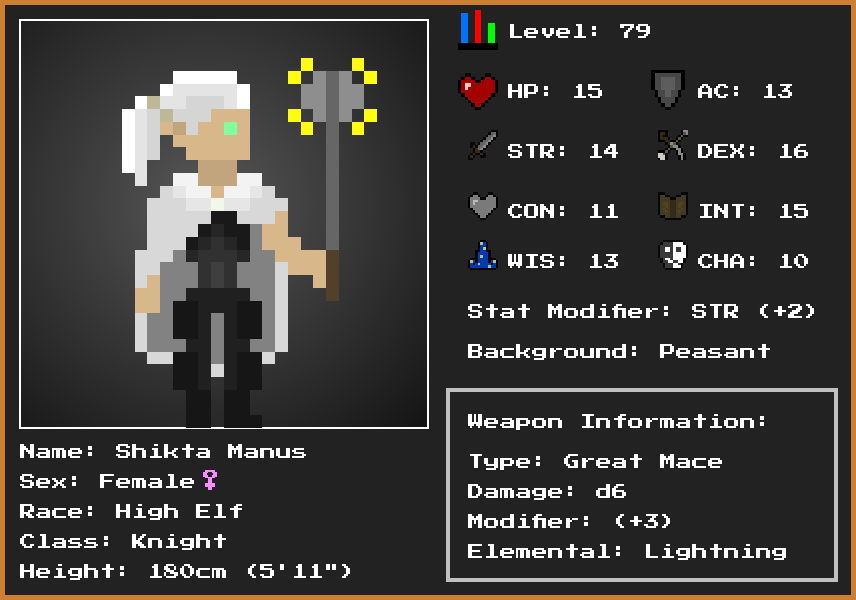 Level: 79
HP: 15 AC: 13
STR: 14 DEX: 16
CON: 11 INT: 15
WIS: 13 CHA: 10
Stat Modifier: STR (+2)
Background: Peasant
Weapon Information:
Type: Great Mace
Damage: d6
Modifier: (+3)
Elemental: Lightning
Name: Shikta Manus
Sex: Female♀
Race: High Elf
Class: Knight
Height: 180cm (5'11")